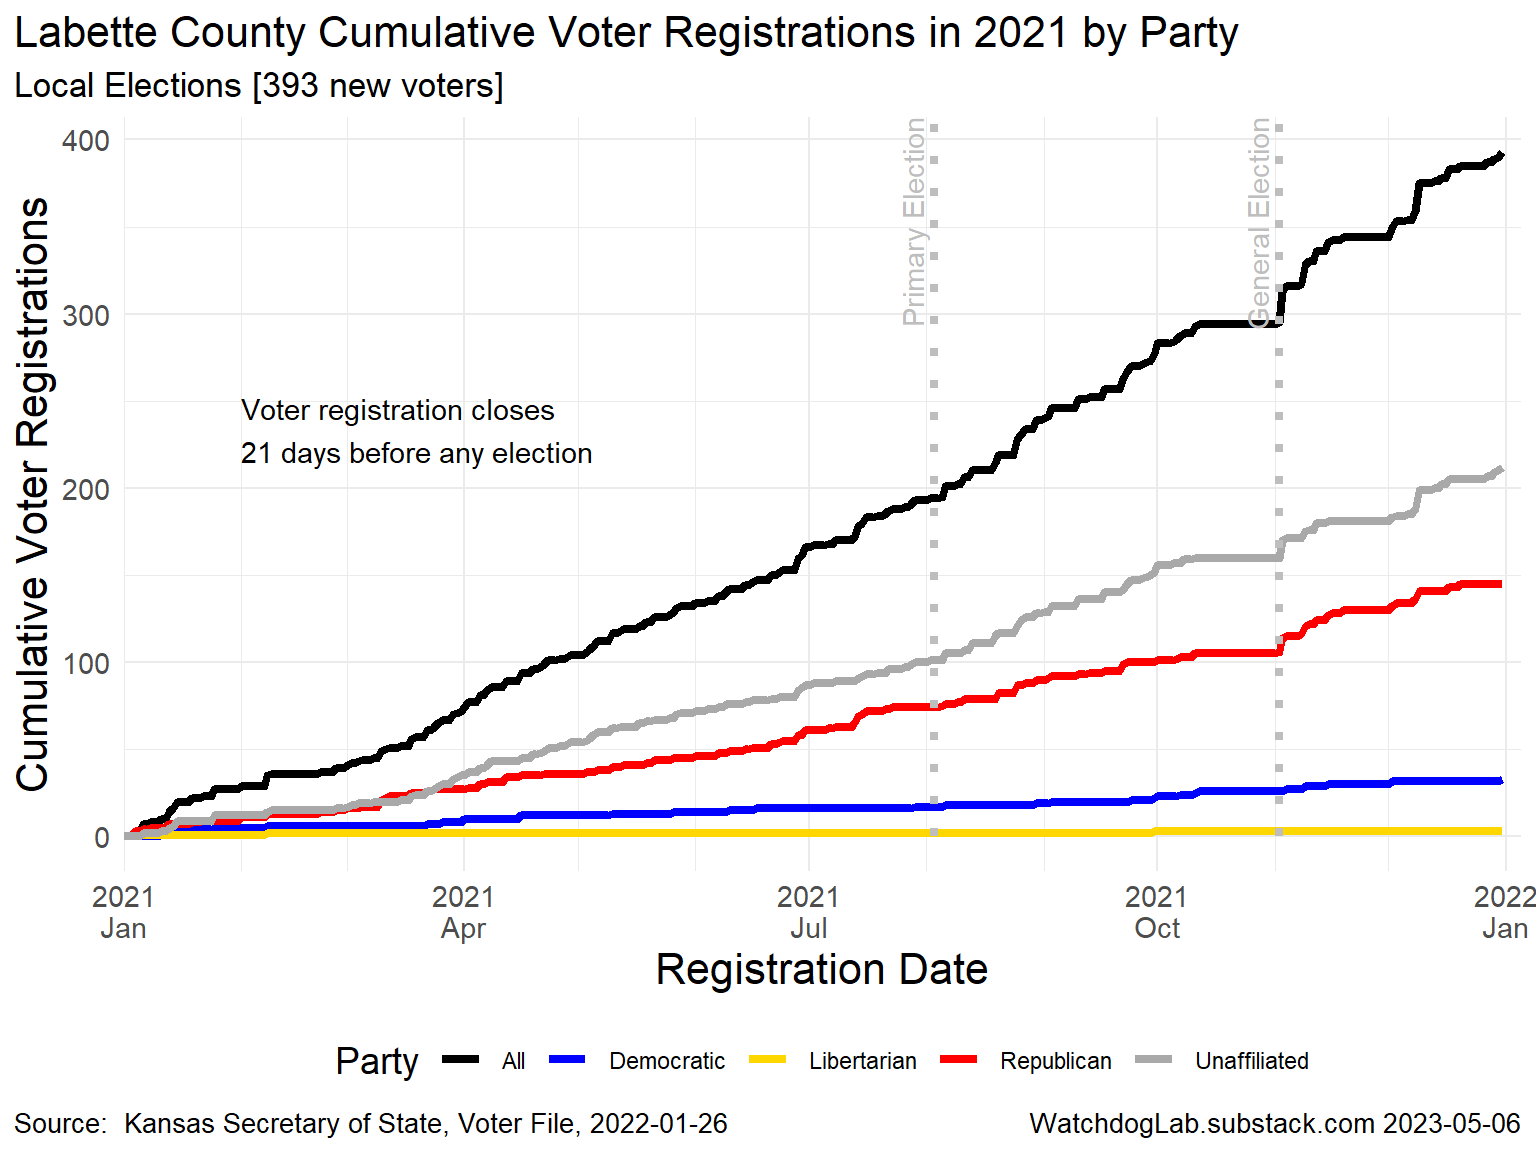 Labette County Cumulative Voter Registrations in 2021 by Party
Local Elections [393 new voters]
Cumulative Voter Registrations
400
300
200
100
0
Primary Election
General Election
Voter registration closes
21 days before any election
2021 2021 2021 2021 2022
Jan Apr Jul Oct Jan
Registration Date
Party All Democratic Libertarian Republican Unaffiliated
Source:  Kansas Secretary of State, Voter File, 2022-01-26
WatchdogLab.substack.com 2023-05-06